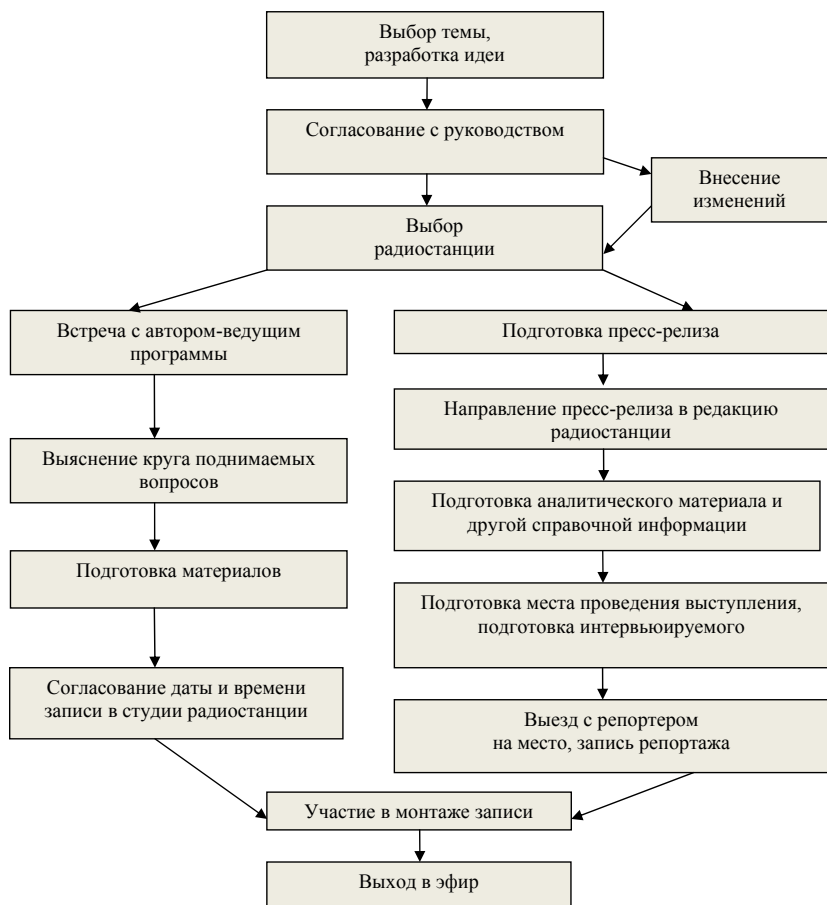 Выбор темы,
разработка идеи
Согласование с руководством
Внесение
изменений
Выбор
радиостанции
Встреча с автором-ведущим
программы
Выяснение круга поднимаемых
вопросов
Подготовка материалов
Согласование даты и времени
записи в студии радиостанции
Подготовка пресс-релиза
Направление пресс-релиза в редакцию
радиостанции
Подготовка аналитического материала и
другой справочной информации
Подготовка места проведения выступления,
подготовка интервьюируемого
Выезд с репортером
на место, запись репортажа
Участие в монтаже записи
Выход в эфир